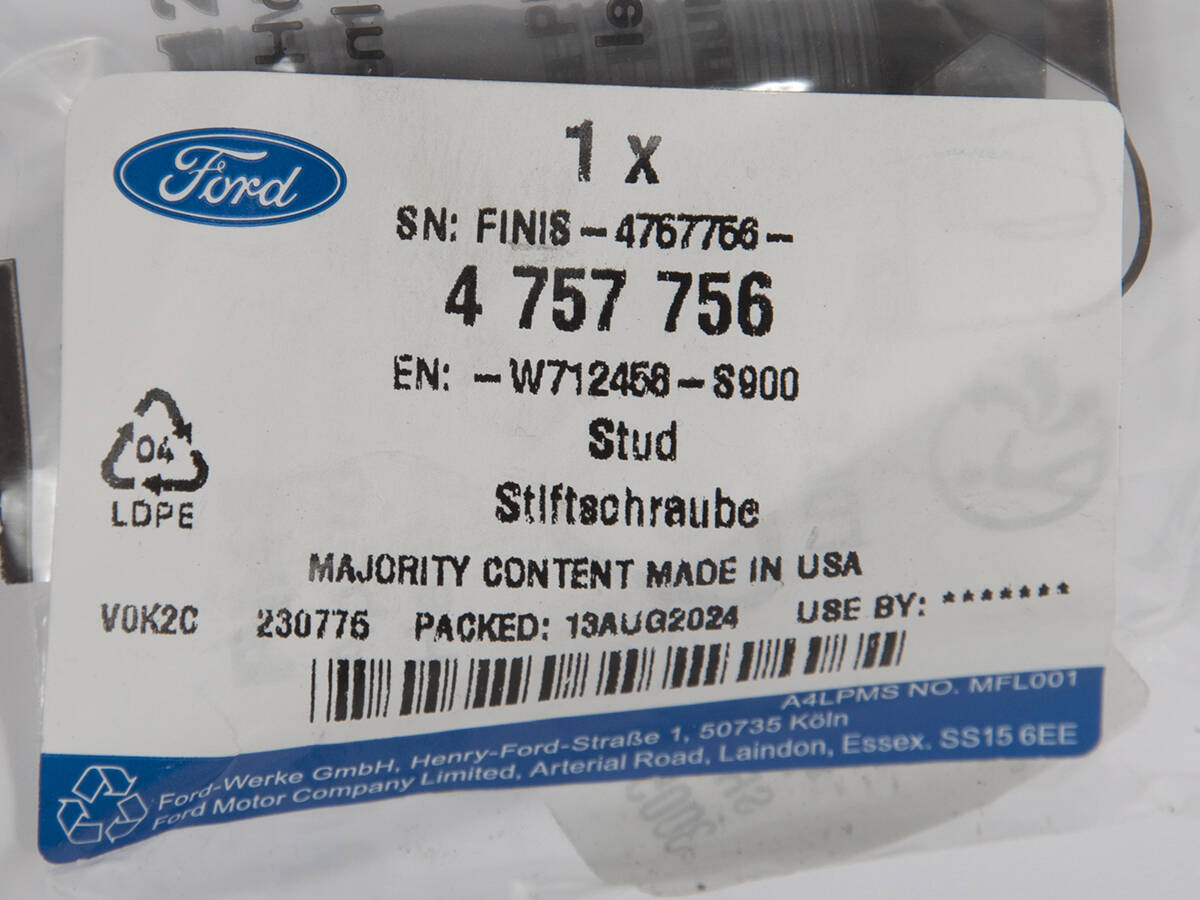 Ford
1 x
SN: FINIS-4757756-
4 757 756
EN: -W712458-S900
Stud
Stiftschraube
04
LDPE
MAJORITY CONTENT MADE IN USA
V0K2C 230775 PACKED: 13AUG2024 USE BY: *******
A4LPMS NO. MFL001
Ford-Werke GmbH, Henry-Ford-Straße 1, 50735 Köln
Ford Motor Company Limited, Arterial Road, Laindon, Essex. SS15 6EE